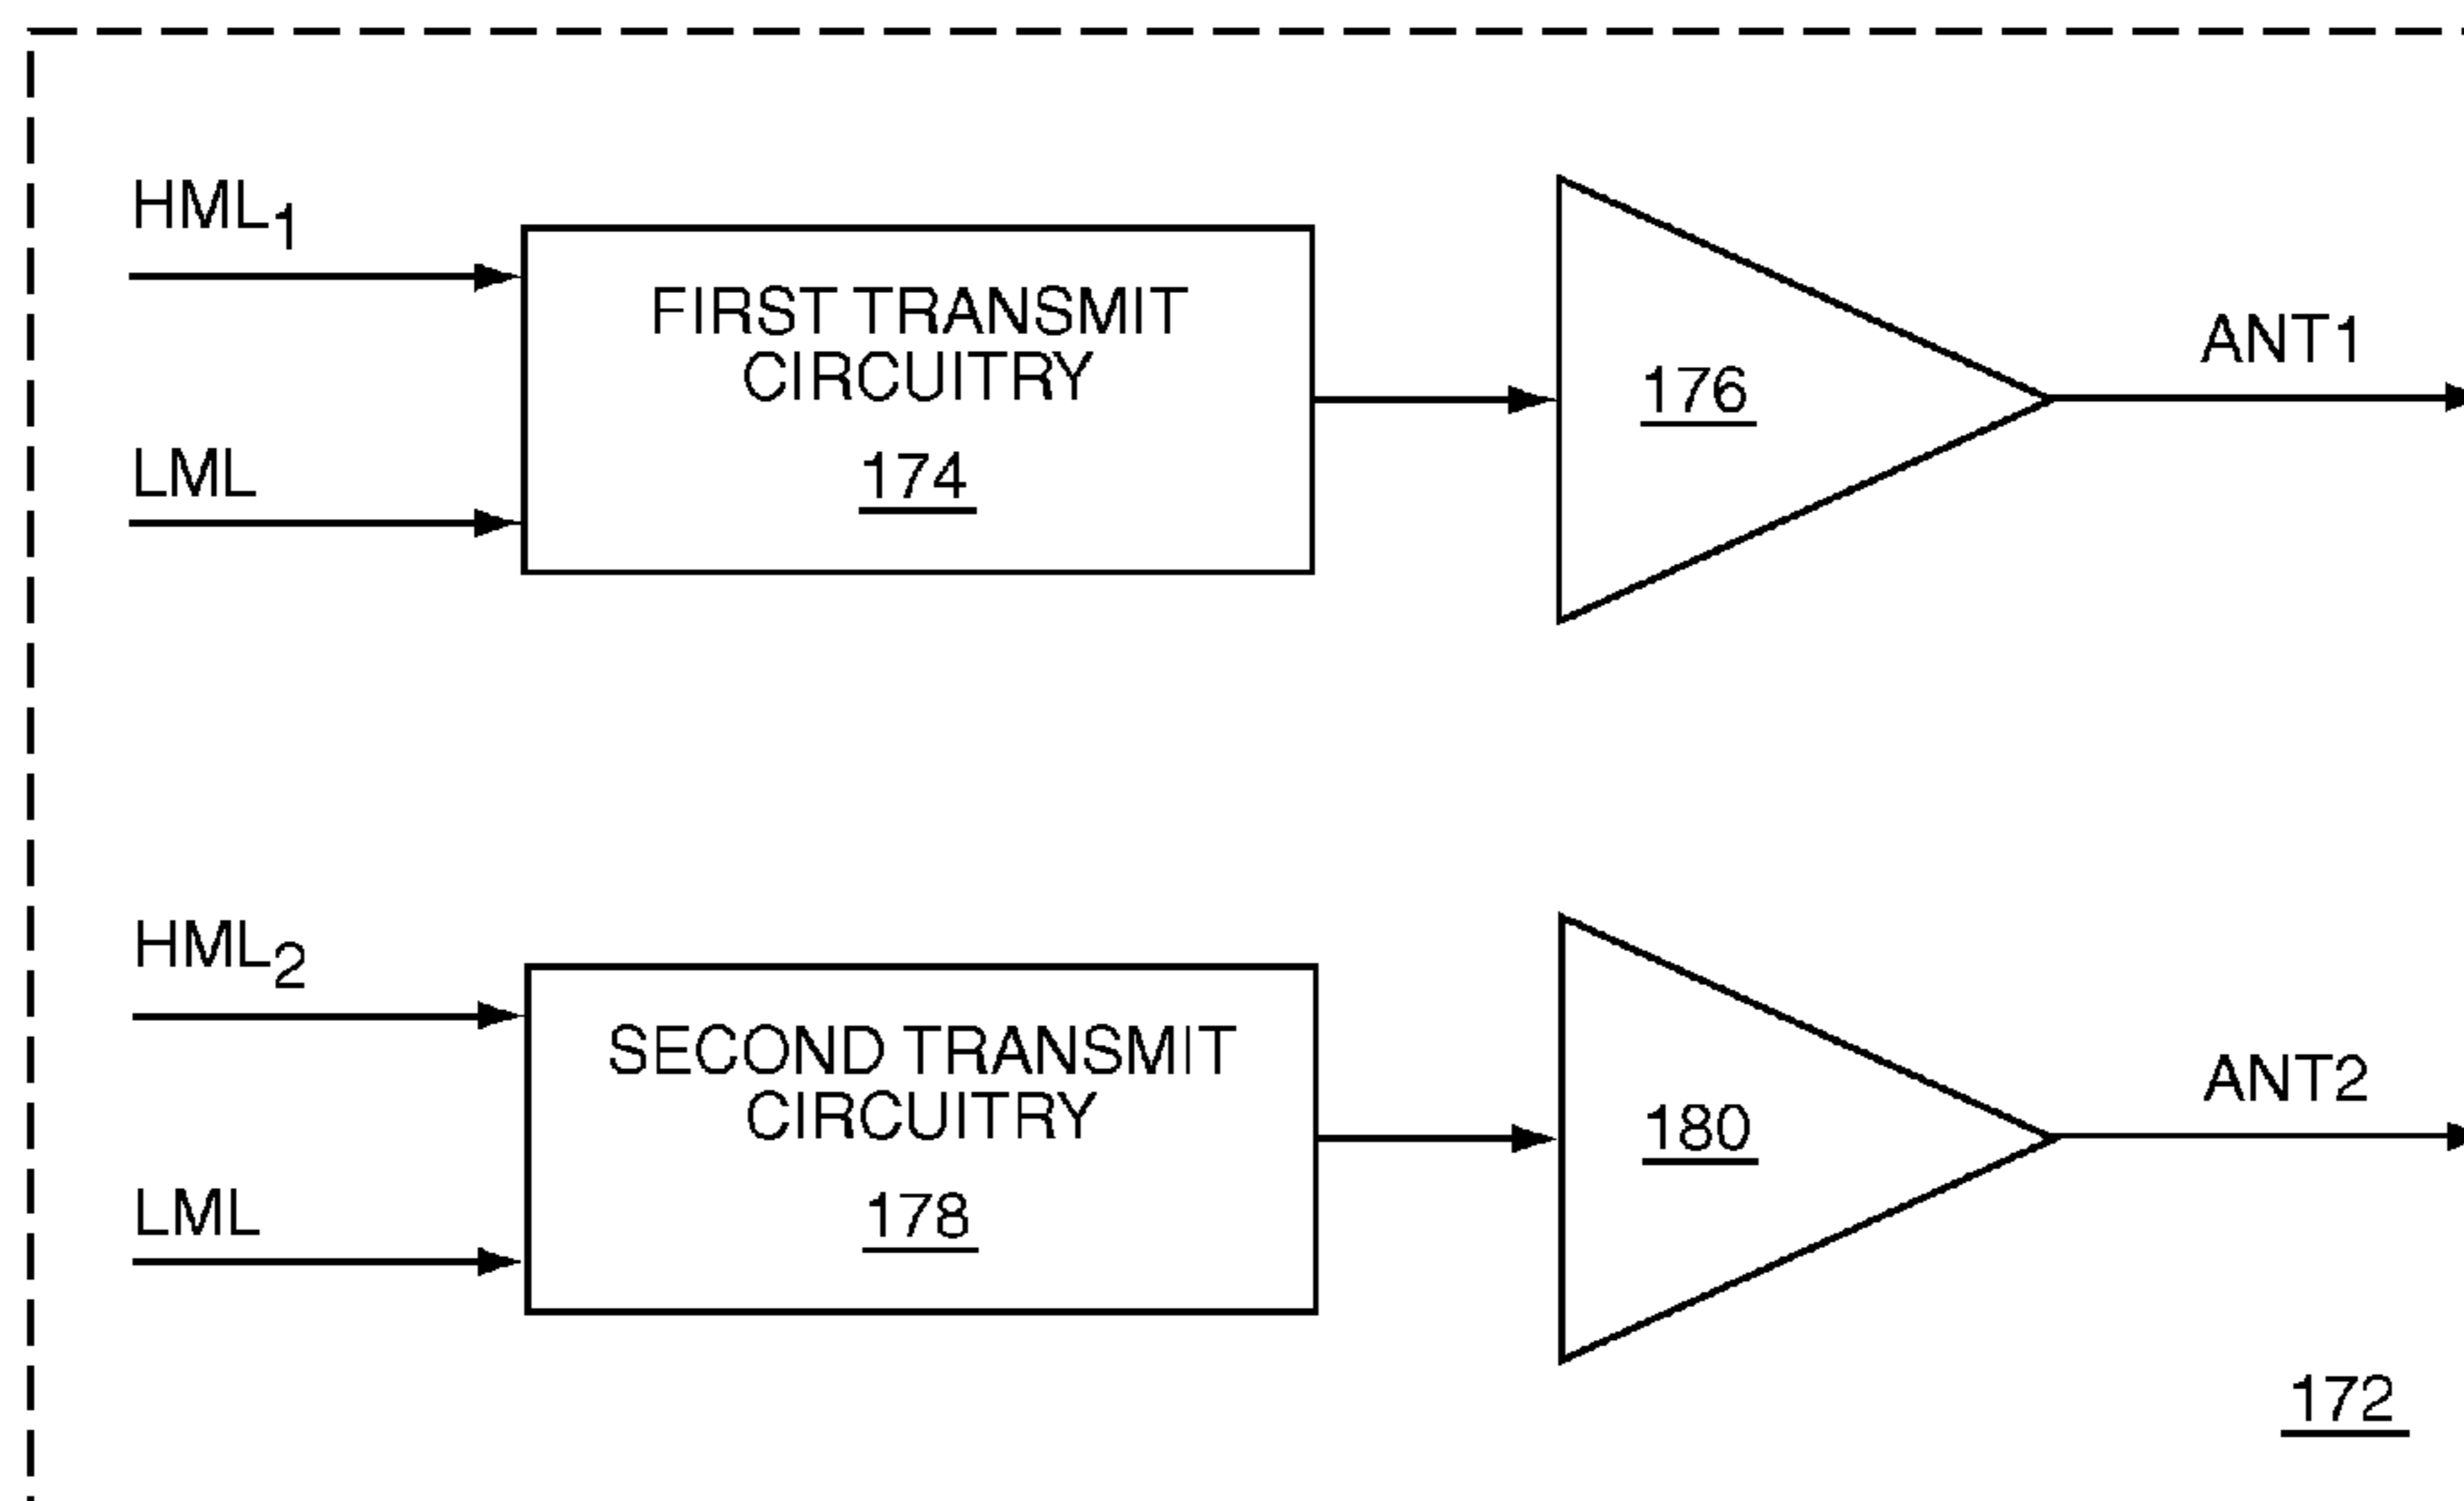 HML1
FIRST TRANSMIT
CIRCUITRY
174
LML
176
ANT1
HML2
SECOND TRANSMIT
CIRCUITRY
178
LML
180
ANT2
172